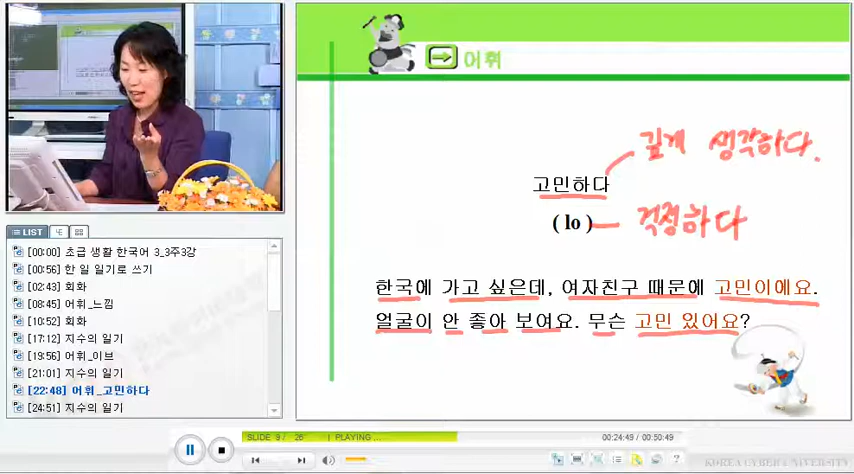 어휘
깊게 생각하다.
고민하다
( lo )
걱정하다
한국에 가고 싶은데, 여자친구 때문에 고민이에요.
얼굴이 안 좋아 보여요. 무슨 고민 있어요?
LIST
[00:00] 초급 생활 한국어 3_3주3강
[00:56] 한 일 일기로 쓰기
[02:43] 회화
[08:45] 어휘_느낌
[10:52] 회화
[17:12] 지수의 일기
[19:56] 어휘_이브
[21:01] 지수의 일기
[22:48] 어휘_고민하다
[24:51] 지수의 일기
SLIDE 9 / 26 | PLAYING ...
00:24:49 / 00:50:49
KOREA CYBER UNIVERSITY